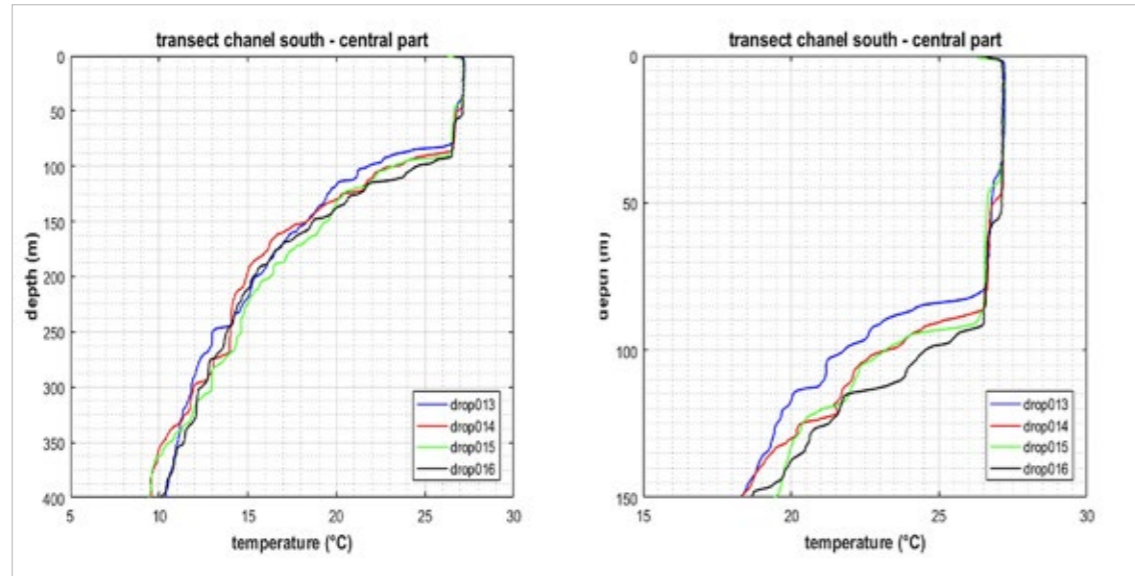 transect chanel south - central part
0
50
100
150
200
250
300
350
400
depth (m)
5 10 15 20 25 30
temperature (°C)
drop013
drop014
drop015
drop016
transect chanel south - central part
0
50
100
150
depth (m)
15 20 25 30
temperature (°C)
drop013
drop014
drop015
drop016